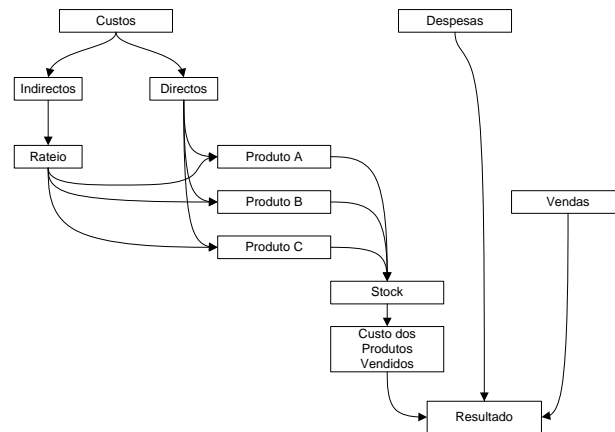 Custos
Despesas
Indirectos
Directos
Rateio
Produto A
Produto B
Vendas
Produto C
Stock
Custo dos
Produtos
Vendidos
Resultado